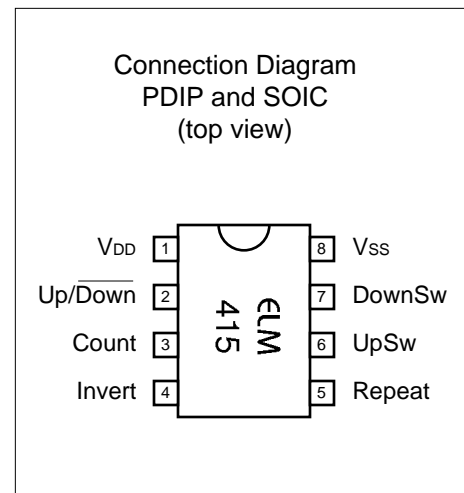 Connection Diagram
PDIP and SOIC
(top view)
VDD 1 8 VSS
Up/Down 2 7 DownSw
Count 3 6 UpSw
Invert 4 5 Repeat
ELM
415